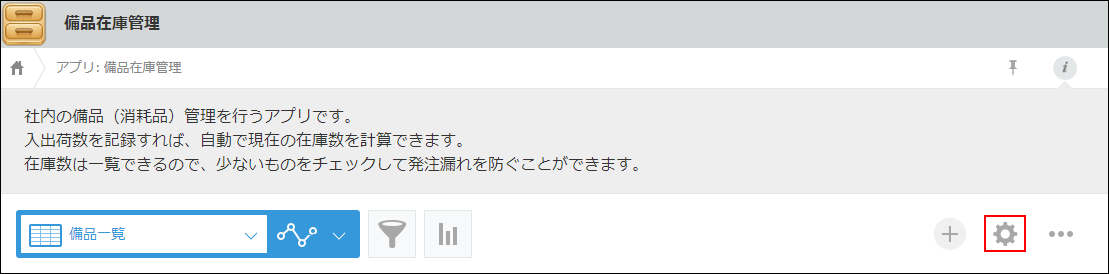 備品在庫管理
アプリ: 備品在庫管理
社内の備品（消耗品）管理を行うアプリです。
入出荷数を記録すれば、自動で現在の在庫数を計算できます。
在庫数は一覧できるので、少ないものをチェックして発注漏れを防ぐことができます。
備品一覧